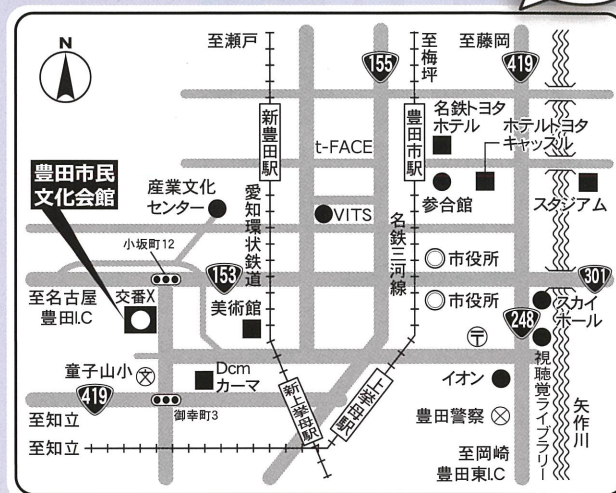 N
至瀬戸
155
至梅坪
至藤岡
419
新豊田駅
豊田市駅
名鉄トヨタ
ホテル
ホテルトヨタ
キャッスル
t-FACE
豊田市民
文化会館
産業文化
センター
愛知環状鉄道
VITS
名鉄三河線
参合館
スタジアム
小坂町12
153
市役所
301
至名古屋
豊田I.C
交番X
美術館
市役所
248
スカイ
ホール
〒
視聴覚ライブラリー
矢作川
童子山小
文
Dcm
カーマ
新上挙母駅
上挙母駅
イオン
419
御幸町3
豊田警察
至知立
至知立
至岡崎
豊田東I.C